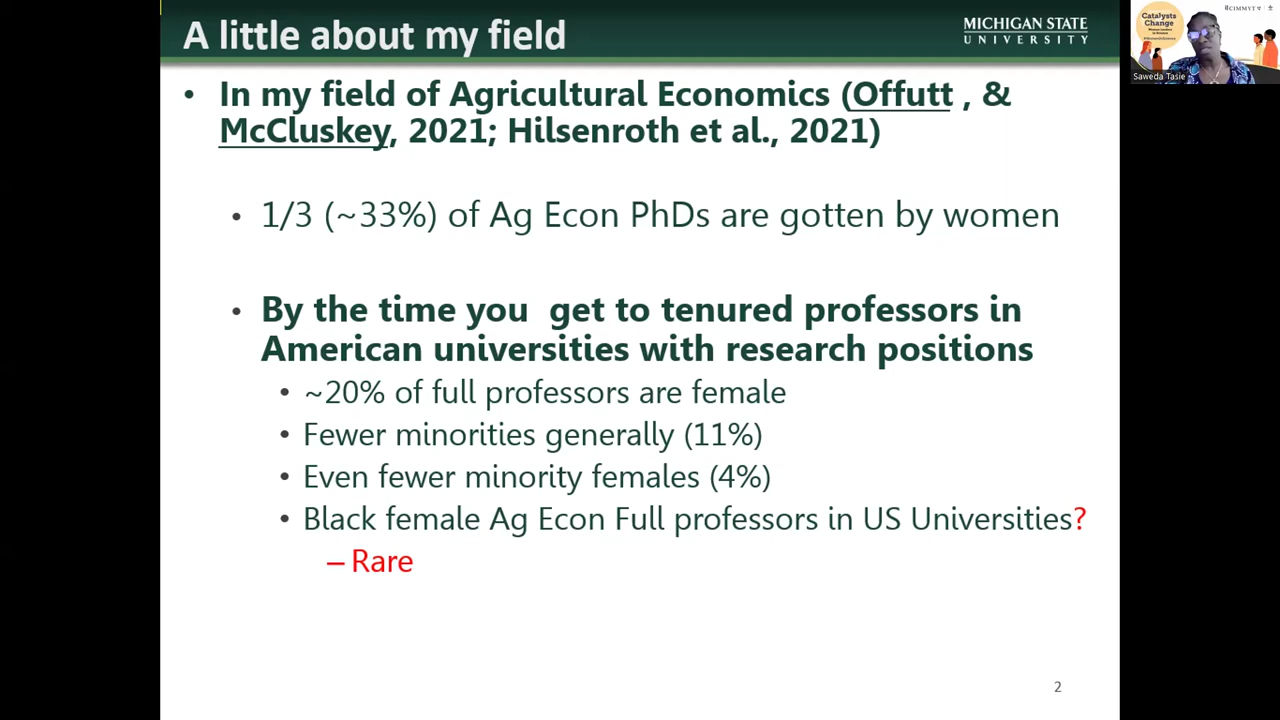 A little about my field
MICHIGAN STATE
UNIVERSITY
• In my field of Agricultural Economics (Offutt , &
McCluskey, 2021; Hilsenroth et al., 2021)
• 1/3 (~33%) of Ag Econ PhDs are gotten by women
• By the time you get to tenured professors in
American universities with research positions
• ~20% of full professors are female
• Fewer minorities generally (11%)
• Even fewer minority females (4%)
• Black female Ag Econ Full professors in US Universities?
– Rare
2
CIMMYT
Catalysts
Change
Saweda Tasie